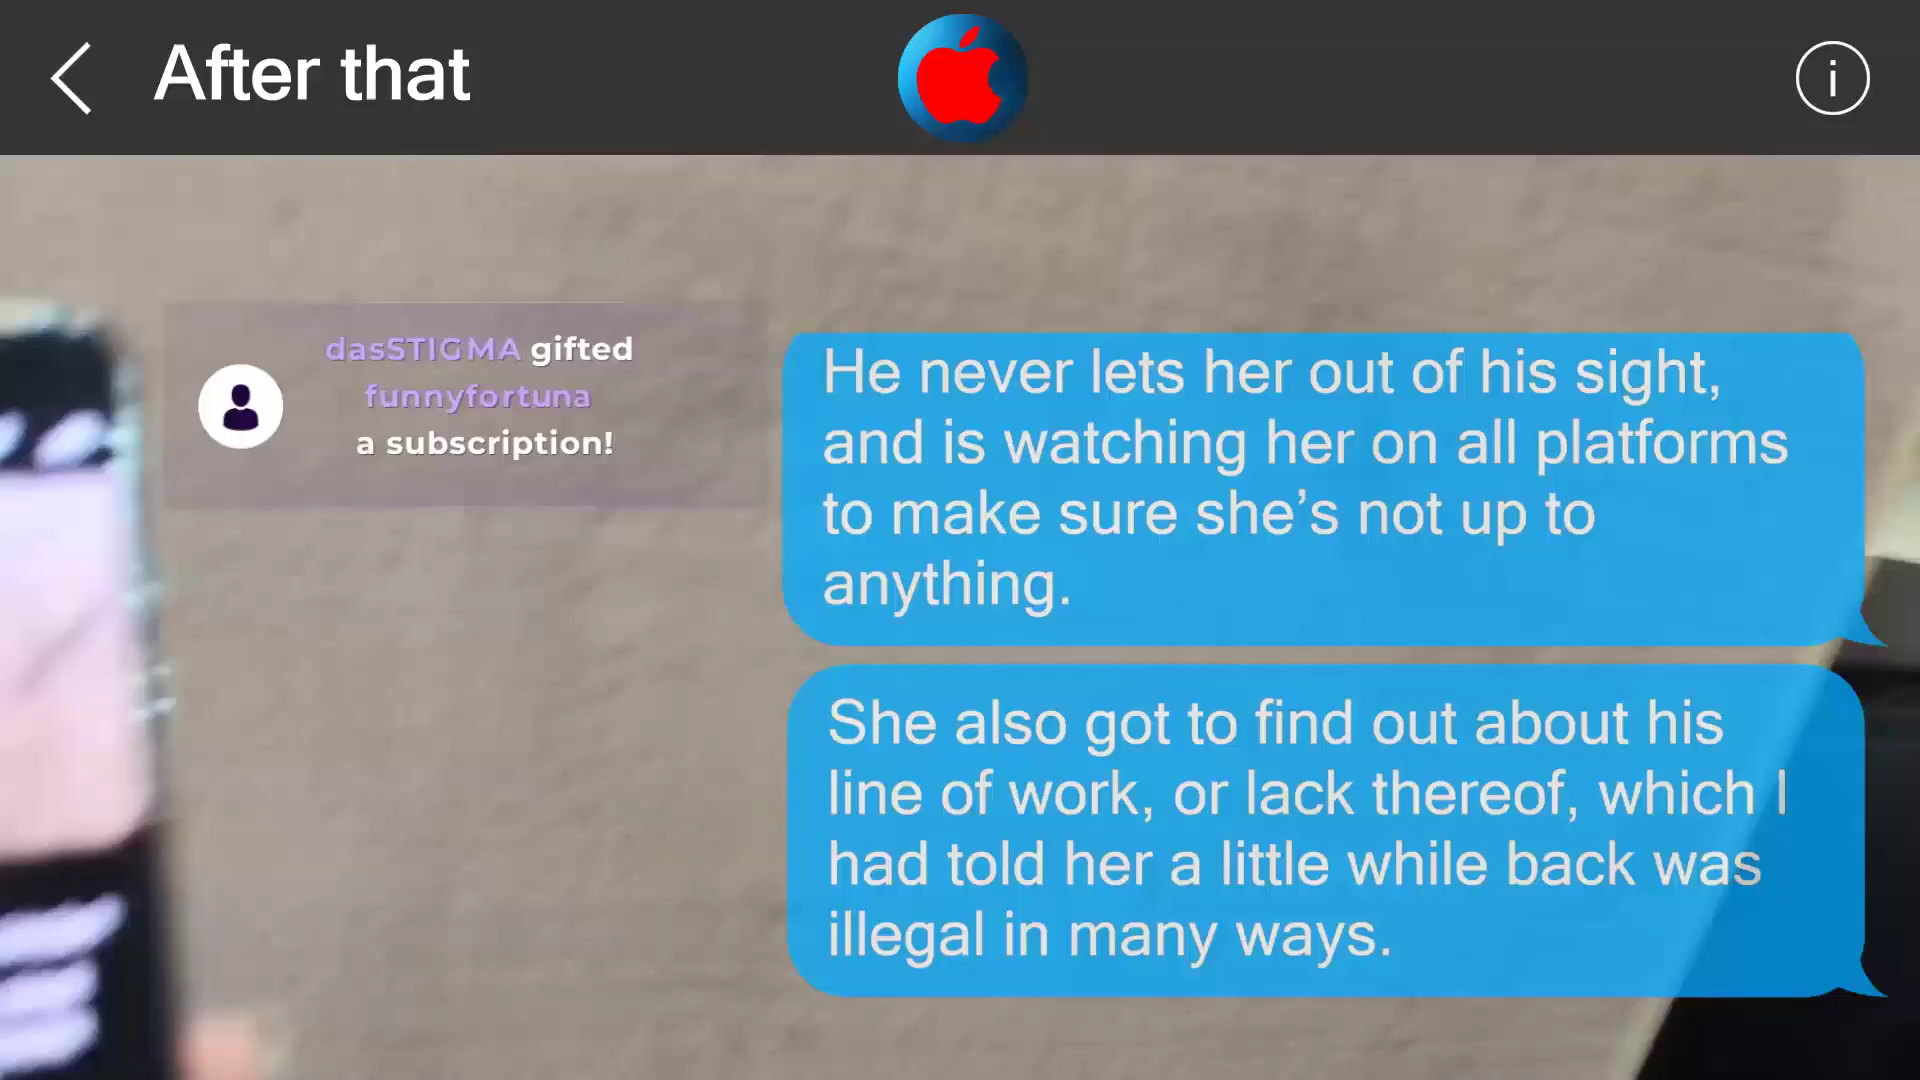 After that
i
dasSTIGMA gifted
funnyfortuna
a subscription!
He never lets her out of his sight,
and is watching her on all platforms
to make sure she’s not up to
anything.
She also got to find out about his
line of work, or lack thereof, which I
had told her a little while back was
illegal in many ways.